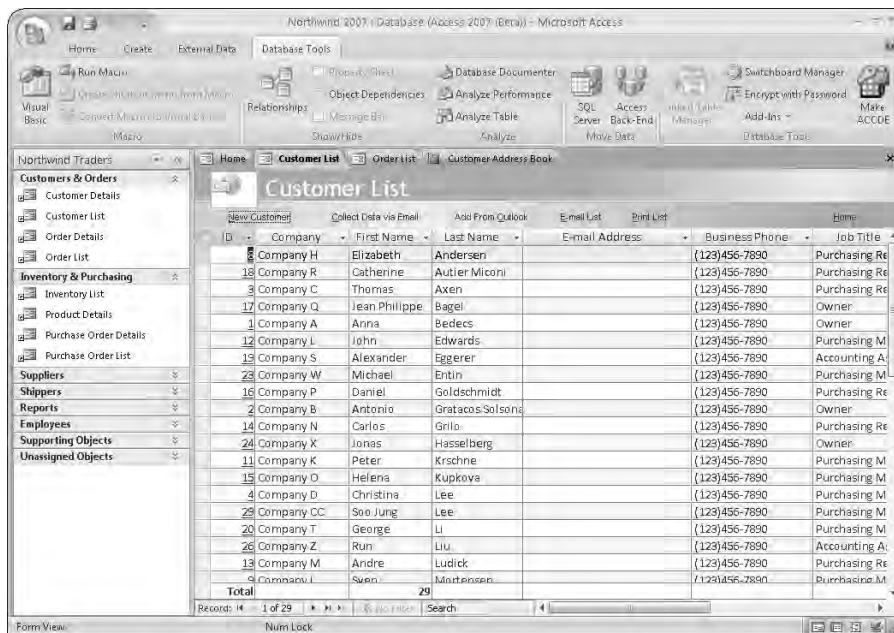 Northwind 2007 : Database (Access 2007 (Beta)) - Microsoft Access
Home Create External Data Database Tools
Visual Basic
Run Macro
Macro
Relationships
Property Sheet
Object Dependencies
Message Bar
Show/Hide
Database Documenter
Analyze Performance
Analyze Table
Analyze
SQL Server
Access Back-End
Move Data
Linked Table Manager
Switchboard Manager
Encrypt with Password
Add-Ins
Database Tools
Make ACCDE
Northwind Traders
Customers & Orders
Customer Details
Customer List
Order Details
Order List
Inventory & Purchasing
Inventory List
Product Details
Purchase Order Details
Purchase Order List
Suppliers
Shippers
Reports
Employees
Supporting Objects
Unassigned Objects
Home Customer List Order List Customer Address Book
Customer List
New Customer Collect Data via Email Add From Outlook E-mail List Print List Home
ID Company First Name Last Name E-mail Address Business Phone Job Title
Company H Elizabeth Andersen (123)456-7890 Purchasing Re
18 Company R Catherine Autier Miconi (123)456-7890 Purchasing Re
3 Company C Thomas Axen (123)456-7890 Purchasing Re
17 Company Q Jean Philippe Bagel (123)456-7890 Owner
1 Company A Anna Bedecs (123)456-7890 Owner
12 Company L John Edwards (123)456-7890 Purchasing M
19 Company S Alexander Eggerer (123)456-7890 Accounting As
23 Company W Michael Entin (123)456-7890 Purchasing M
16 Company P Daniel Goldschmidt (123)456-7890 Purchasing Re
2 Company B Antonio Gratacos Solsona (123)456-7890 Owner
14 Company N Carlos Grilo (123)456-7890 Purchasing Re
24 Company X Jonas Hasselberg (123)456-7890 Owner
11 Company K Peter Krschne (123)456-7890 Purchasing M
15 Company O Helena Kupkova (123)456-7890 Purchasing M
4 Company D Christina Lee (123)456-7890 Purchasing M
29 Company CC Soo Jung Lee (123)456-7890 Purchasing M
20 Company T George Li (123)456-7890 Purchasing M
26 Company Z Run Liu (123)456-7890 Accounting As
13 Company M Andre Ludick (123)456-7890 Purchasing Re
9 Company I Sven Mortensen (123)456-7890 Purchasing M
Total 29
Record: 1 of 29 No Filter Search
Form View Num Lock